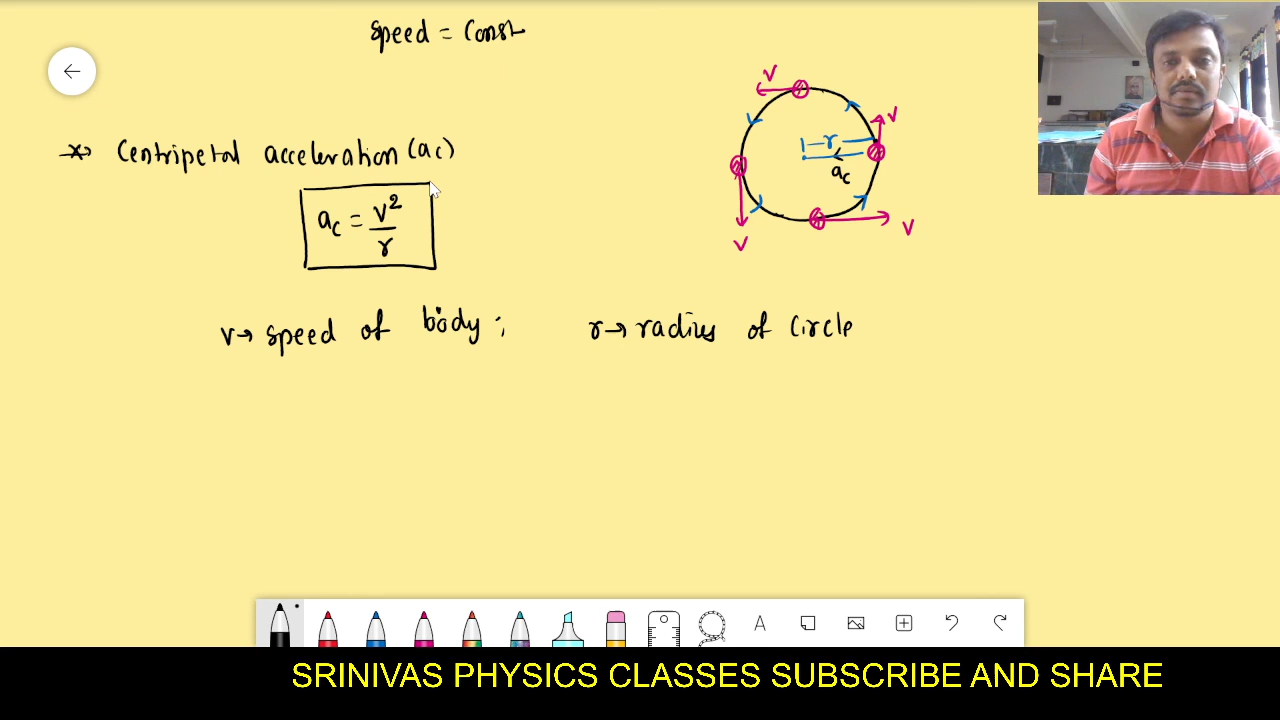 speed = Const
V
V
* Centripetal acceleration (ac)
r
ac
ac = v²/r
V
V
v→ speed of body ; r→ radius of circle
A
SRINIVAS PHYSICS CLASSES SUBSCRIBE AND SHARE